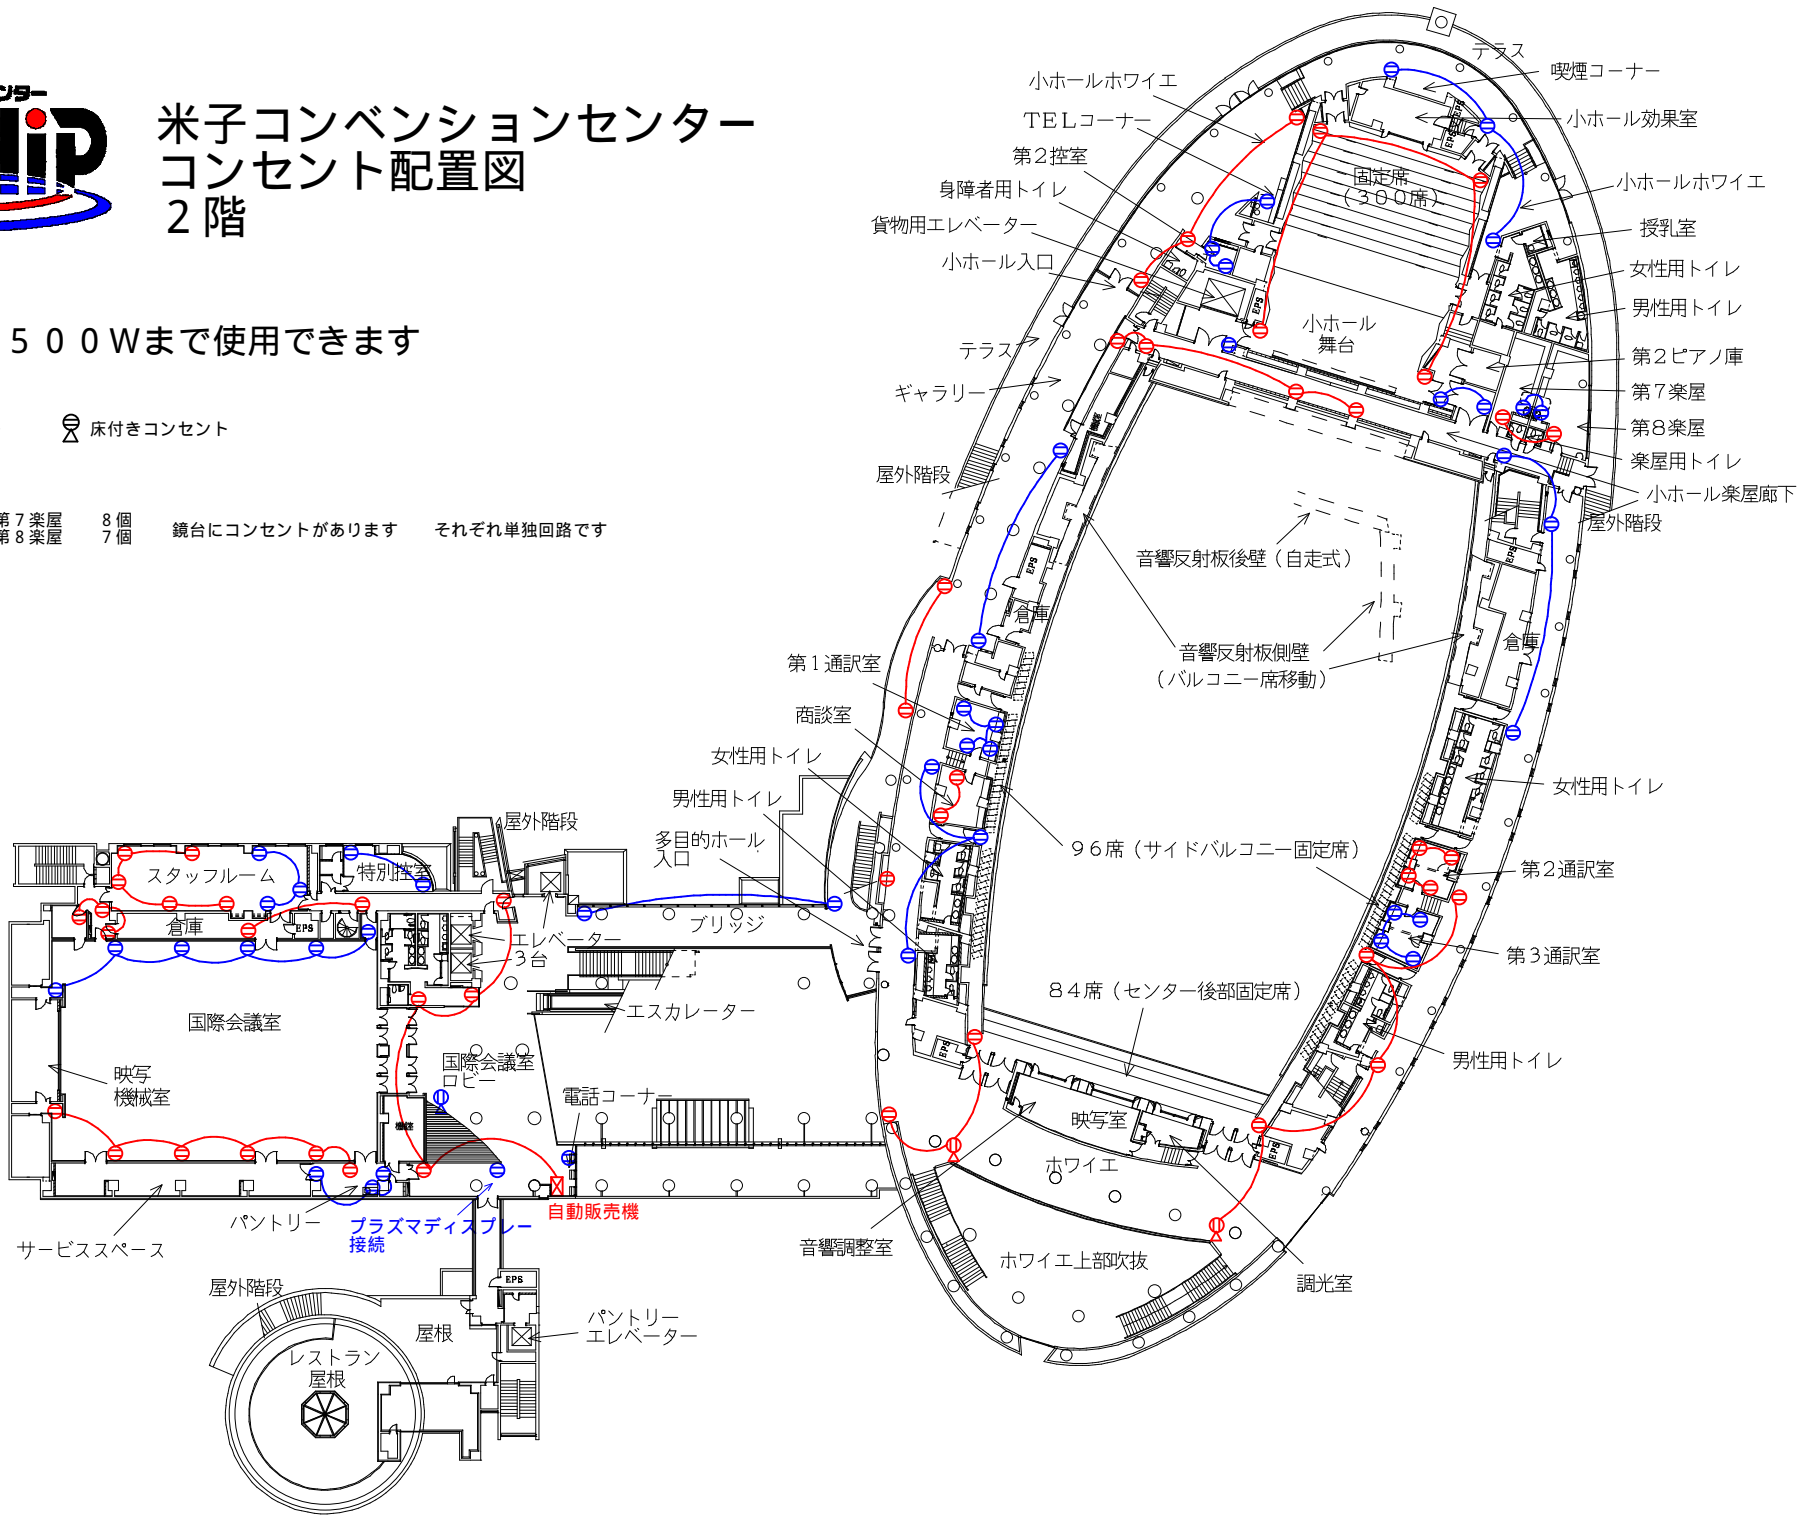 ンター
米子コンベンションセンター
コンセント配置図
２階
５００Wまで使用できます
床付きコンセント
第７楽屋　８個
第８楽屋　７個
鏡台にコンセントがあります　それぞれ単独回路です
テラス
喫煙コーナー
小ホール効果室
小ホールホワイエ
授乳室
女性用トイレ
男性用トイレ
第２ピアノ庫
第７楽屋
第８楽屋
楽屋用トイレ
小ホール楽屋廊下
屋外階段
小ホールホワイエ
ＴＥＬコーナー
第２控室
身障者用トイレ
貨物用エレベーター
小ホール入口
テラス
ギャラリー
屋外階段
固定席
（３００席）
小ホール
舞台
EPS
EPS
EPS
EPS
EPS
音響反射板後壁（自走式）
音響反射板側壁
（バルコニー席移動）
倉庫
倉庫
第１通訳室
商談室
女性用トイレ
男性用トイレ
多目的ホール
入口
９６席（サイドバルコニー固定席）
８４席（センター後部固定席）
女性用トイレ
第２通訳室
第３通訳室
男性用トイレ
EPS
EPS
映写室
ホワイエ
ホワイエ上部吹抜
音響調整室
調光室
屋外階段
スタッフルーム
特別控室
倉庫
EPS
エレベーター
３台
ブリッジ
エスカレーター
国際会議室
国際会議室
ロビー
映写
機械室
電話コーナー
パントリー
サービススペース
プラズマディスプレー
接続
自動販売機
屋外階段
屋根
EPS
パントリー
エレベーター
レストラン
屋根